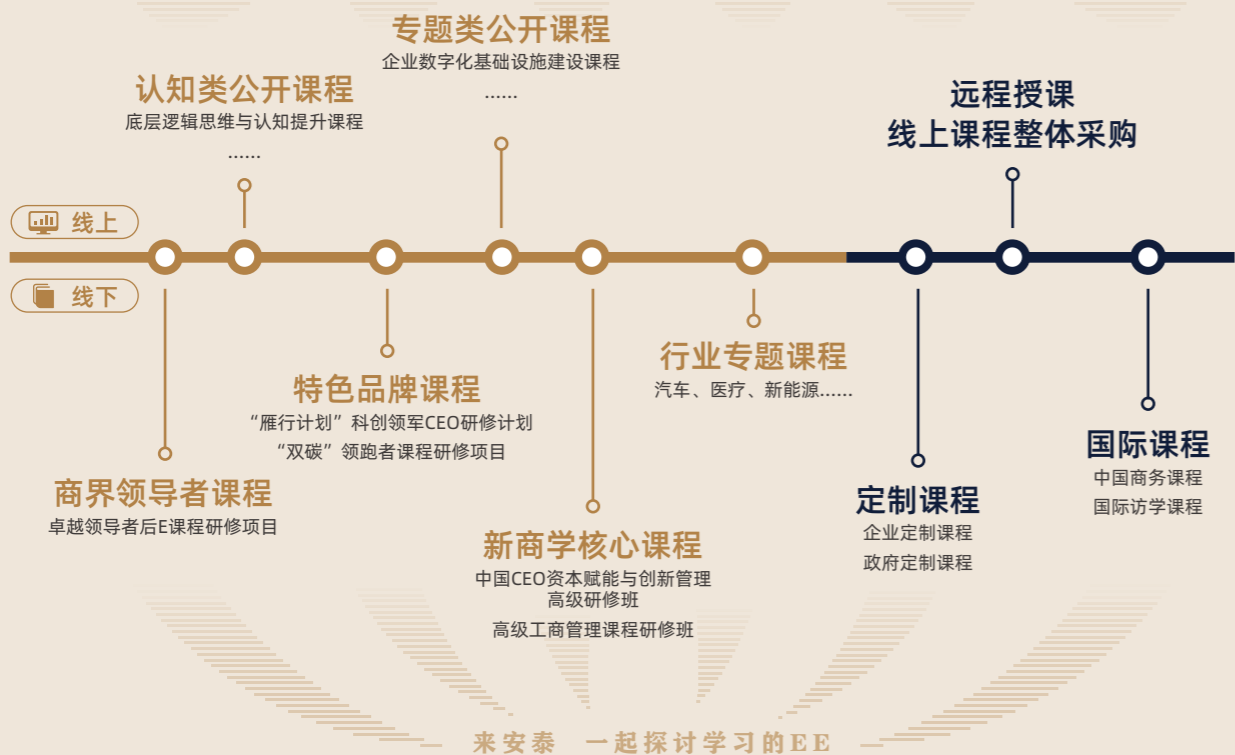 专题类公开课程
企业数字化基础设施建设课程
......
认知类公开课程
底层逻辑思维与认知提升课程
......
远程授课
线上课程整体采购
线上
线下
行业专题课程
汽车、医疗、新能源......
特色品牌课程
“雁行计划”科创领军CEO研修计划
“双碳”领跑者课程研修项目
商界领导者课程
卓越领导者后E课程研修项目
新商学核心课程
中国CEO资本赋能与创新管理
高级研修班
高级工商管理课程研修班
定制课程
企业定制课程
政府定制课程
国际课程
中国商务课程
国际访学课程
来安泰 一起探讨学习的EE